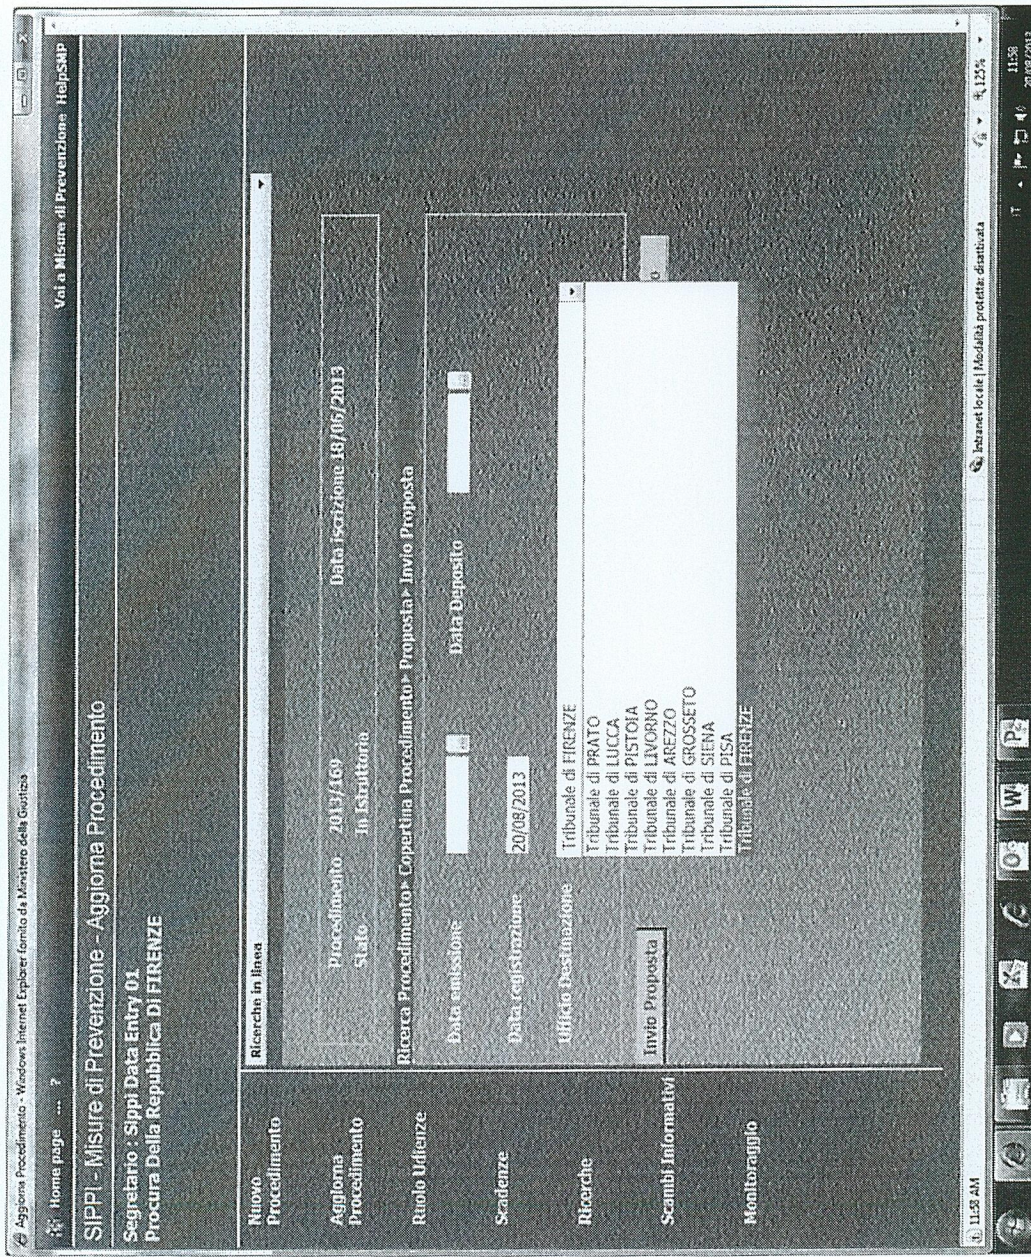 Aggiorna Procedimento - Windows Internet Explorer fornito da Ministero della Giustizia
Home page ... ?
Vai a Misure di Prevenzione HelpSMP
SIPPI - Misure di Prevenzione - Aggiorna Procedimento
Segretario : Sippi Data Entry 01
Procura Della Repubblica Di FIRENZE
Nuovo
Procedimento
Aggiorna
Procedimento
Ruolo Udienze
Scadenze
Ricerche
Scambi Informativi
Monitoraggio
Ricerche in linea
Procedimento 2013/169 Data iscrizione 18/06/2013
Stato In Istruttoria
Ricerca Procedimento▸ Copertina Procedimento▸ Proposta▸ Invio Proposta
Data emissione ... Data Deposito ...
Data registrazione 20/08/2013
Ufficio Destinazione Tribunale di FIRENZE
Tribunale di PRATO
Tribunale di LUCCA
Tribunale di PISTOIA
Tribunale di LIVORNO
Tribunale di AREZZO
Tribunale di GROSSETO
Tribunale di SIENA
Tribunale di PISA
Tribunale di FIRENZE
Invio Proposta o
11:58 AM Intranet locale | Modalità protetta: disattivata 125%
IT 11:58
20/08/2013